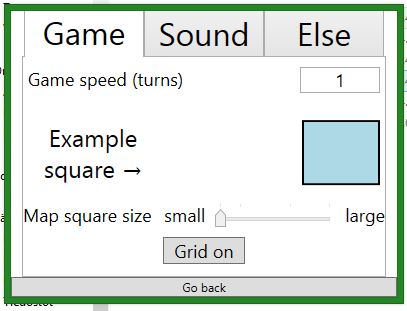 Game Sound Else
Game speed (turns) 1
Example
square →
Map square size small large
Grid on
Go back